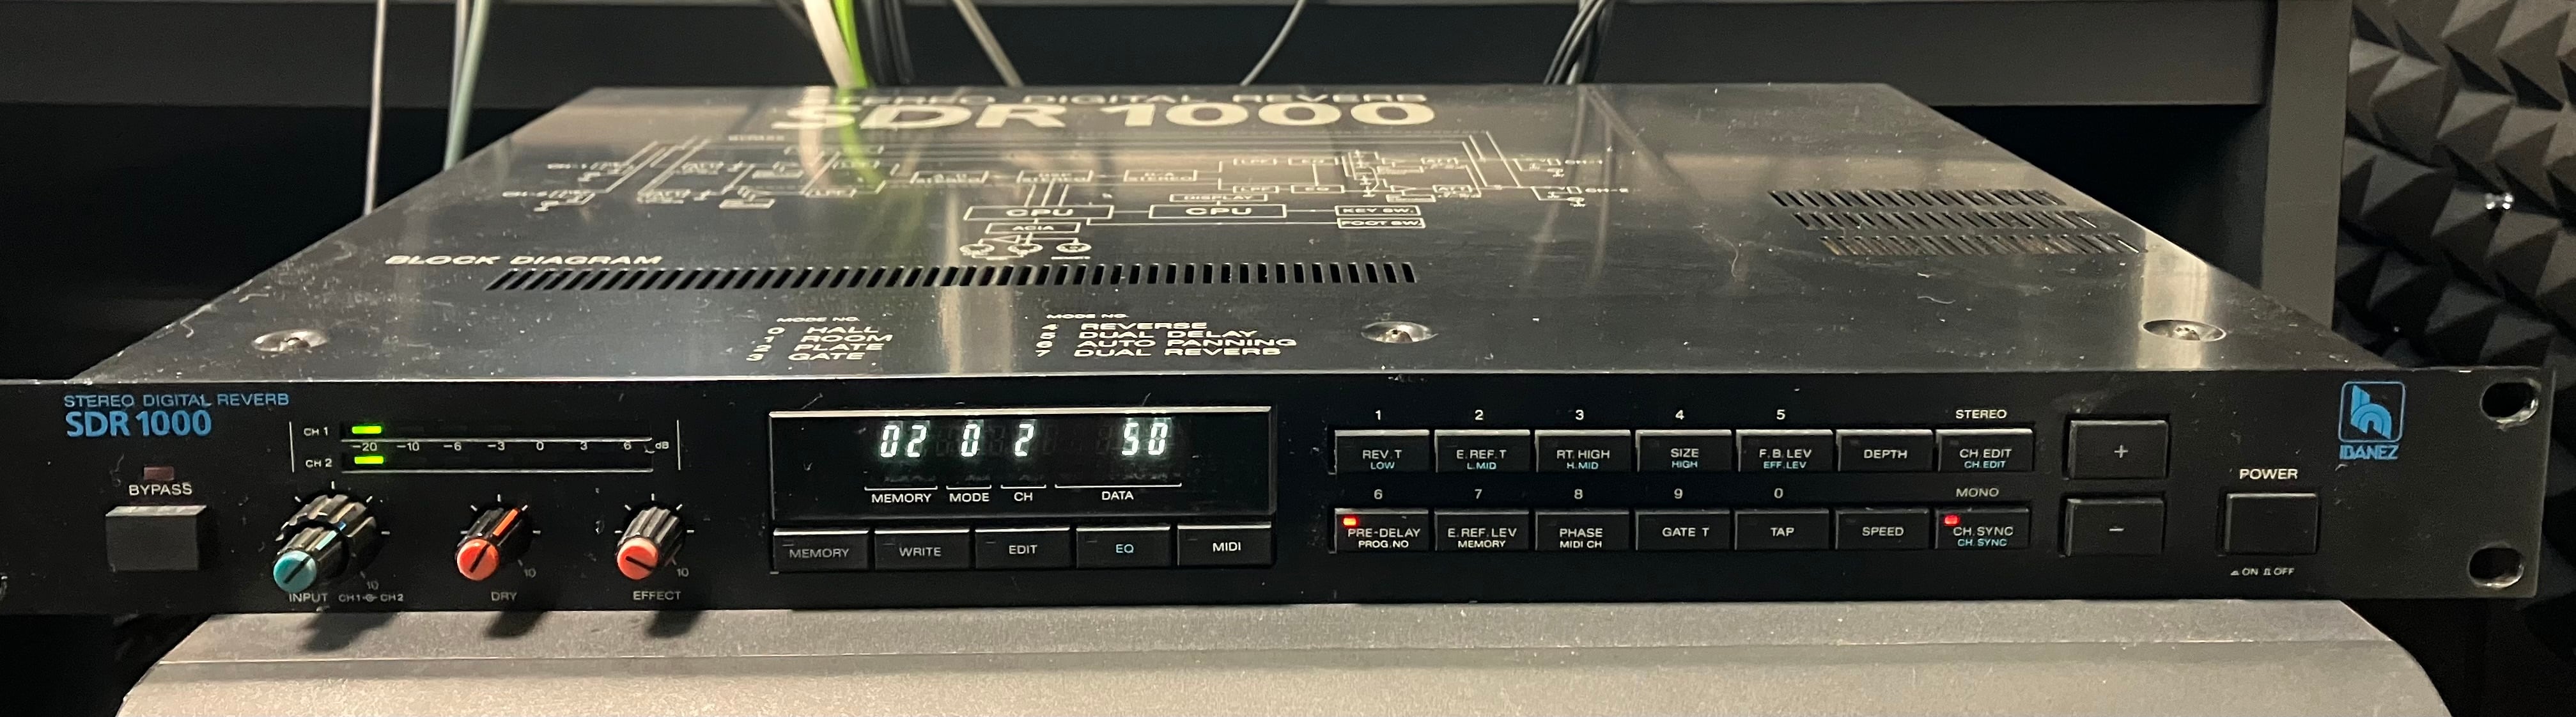 STEREO DIGITAL REVERB
SDR 1000
DISPLAY
CPU CPU KEY SW.
ACIA FOOT SW.
BLOCK DIAGRAM
MODE NO.
0 HALL
1 ROOM
2 PLATE
3 GATE
MODE NO.
4 REVERSE
5 DUAL DELAY
6 AUTO PANNING
7 DUAL REVERB
STEREO DIGITAL REVERB
SDR 1000
CH 1
-20 -10 -6 -3 0 3 6 dB
CH 2
BYPASS
10 10 10
INPUT CH1 CH2 DRY EFFECT
02 0 2 50
MEMORY MODE CH DATA
MEMORY WRITE EDIT EQ MIDI
1 2 3 4 5 STEREO
REV. T E. REF. T RT. HIGH SIZE F. B. LEV DEPTH CH. EDIT
LOW L.MID H.MID HIGH EFF.LEV CH.EDIT
6 7 8 9 0 MONO
PRE-DELAY E. REF. LEV PHASE GATE T TAP SPEED CH. SYNC
PROG.NO MEMORY MIDI CH CH.SYNC
+
-
POWER
ON OFF
IBANEZ